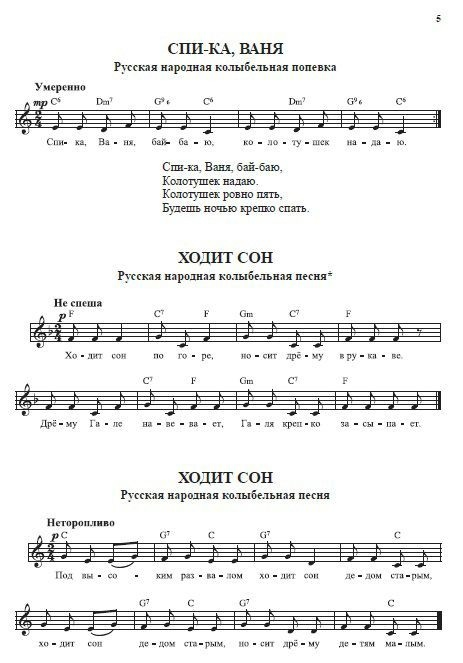 5
СПИ-КА, ВАНЯ
Русская народная колыбельная попевка
Умеренно
mp C6 Dm7 G9 6 C6 Dm7 G9 6 C6
Спи-ка, Ва-ня, бай-баю, ко-ло-ту-шек на-да-ю.
Спи-ка, Ваня, бай-баю,
Колотушек надаю.
Колотушек ровно пять,
Будешь ночью крепко спать.
ХОДИТ СОН
Русская народная колыбельная песня*
Не спеша
p F C7 F Gm C7 F
Хо-дит сон по го-ре, но-сит дрё-му в ру-ка-ве.
C7 F Gm C7 F
Дрё-му Га-ле на-ве-ва-ет, Га-ля креп-ко за-сы-па-ет.
ХОДИТ СОН
Русская народная колыбельная песня
Неторопливо
p C G7 C G7 C
Под вы-со-ким раз-ва-лом хо-дит сон де-дом ста-рым,
G7 C G7 C
хо-дит сон де-дом ста-рым, но-сит дрё-му де-тям ма-лым.